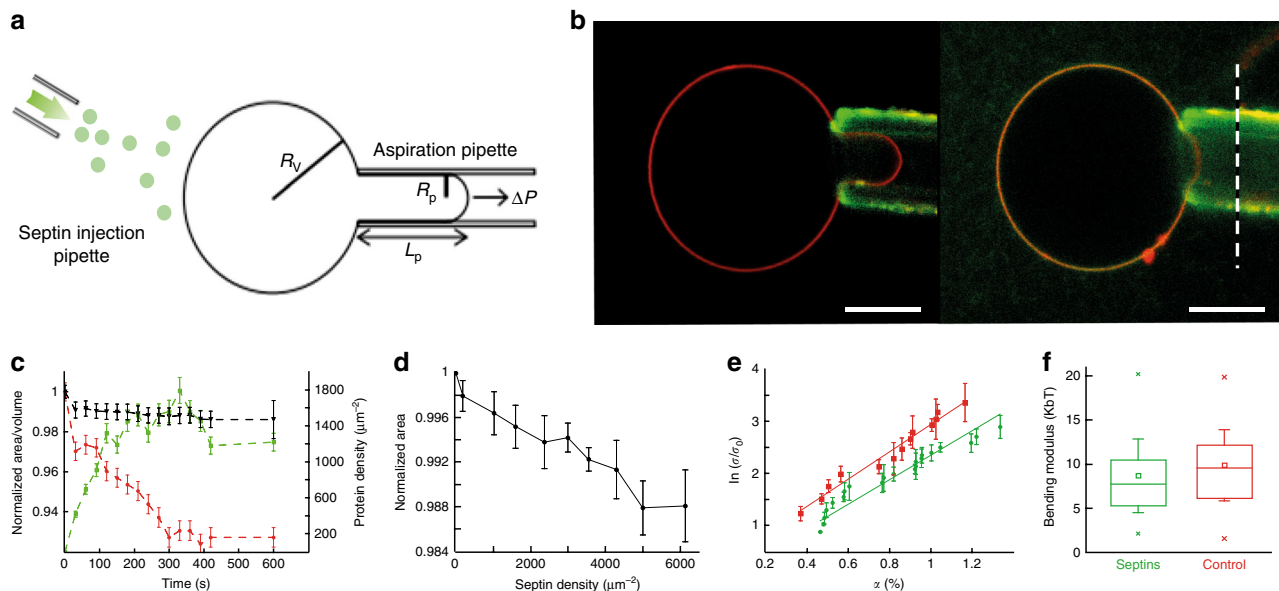 a
Septin injection
pipette
R_V
Aspiration pipette
R_p
ΔP
L_p
b
c
Normalized area/volume
1
0.98
0.96
0.94
0 100 200 300 400 500 600
Time (s)
1800
1400
1000
600
200
Protein density (μm⁻²)
d
Normalized area
1
0.996
0.992
0.988
0.984
0 2000 4000 6000
Septin density (μm⁻²)
e
ln (σ/σ₀)
4
3
2
1
0
0.2 0.4 0.6 0.8 1 1.2 1.4
α (%)
f
Bending modulus (KbT)
20
15
10
5
0
Septins Control